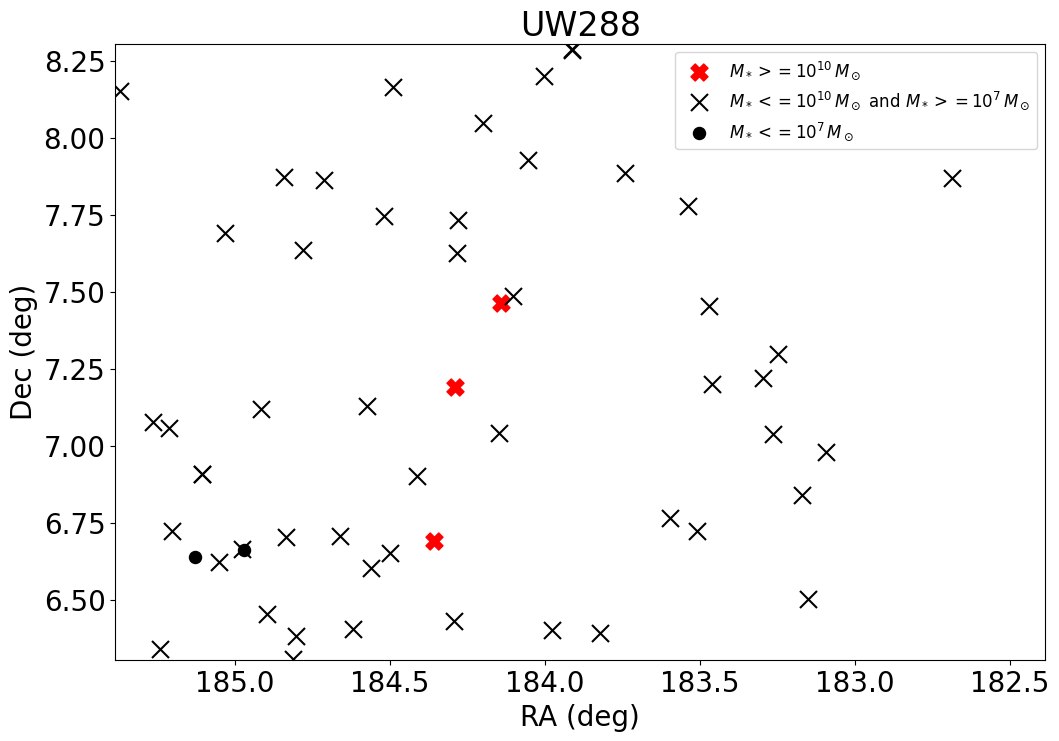 UW288
8.25
8.00
7.75
7.50
7.25
7.00
6.75
6.50
Dec (deg)
M* >= 10^10 M⊙
M* <= 10^10 M⊙ and M* >= 10^7 M⊙
M* <= 10^7 M⊙
185.0 184.5 184.0 183.5 183.0 182.5
RA (deg)